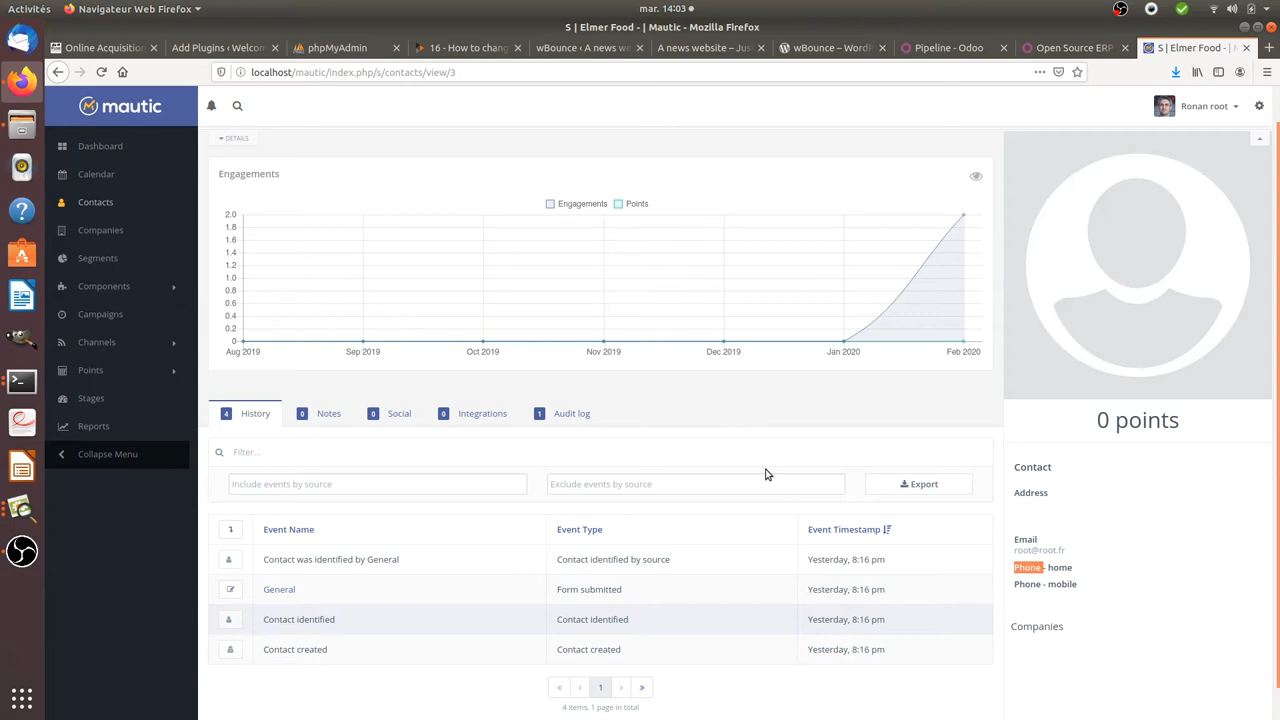 Activités Navigateur Web Firefox mar. 14:03
S | Elmer Food | Mautic - Mozilla Firefox
Online Acquisition Add Plugins ‹ Welcom phpMyAdmin 16 - How to chang wBounce ‹ A news we A news website – Just wBounce – WordP Pipeline - Odoo Open Source ERP S | Elmer Food | Mauti
localhost/mautic/index.php/s/contacts/view/3
mautic
Ronan root
Dashboard
Calendar
Contacts
Companies
Segments
Components
Campaigns
Channels
Points
Stages
Reports
Collapse Menu
DETAILS
Engagements
Engagements Points
2.0
1.8
1.6
1.4
1.2
1.0
0.8
0.6
0.4
0.2
0
Aug 2019 Sep 2019 Oct 2019 Nov 2019 Dec 2019 Jan 2020 Feb 2020
4 History 0 Notes 0 Social 0 Integrations 1 Audit log
Filter...
Include events by source Exclude events by source Export
Event Name Event Type Event Timestamp
Contact was identified by General Contact identified by source Yesterday, 8:16 pm
General Form submitted Yesterday, 8:16 pm
Contact identified Contact identified Yesterday, 8:16 pm
Contact created Contact created Yesterday, 8:16 pm
« ‹ 1 › »
4 items, 1 page in total
0 points
Contact
Address
Email
root@root.fr
Phone - home
Phone - mobile
Companies